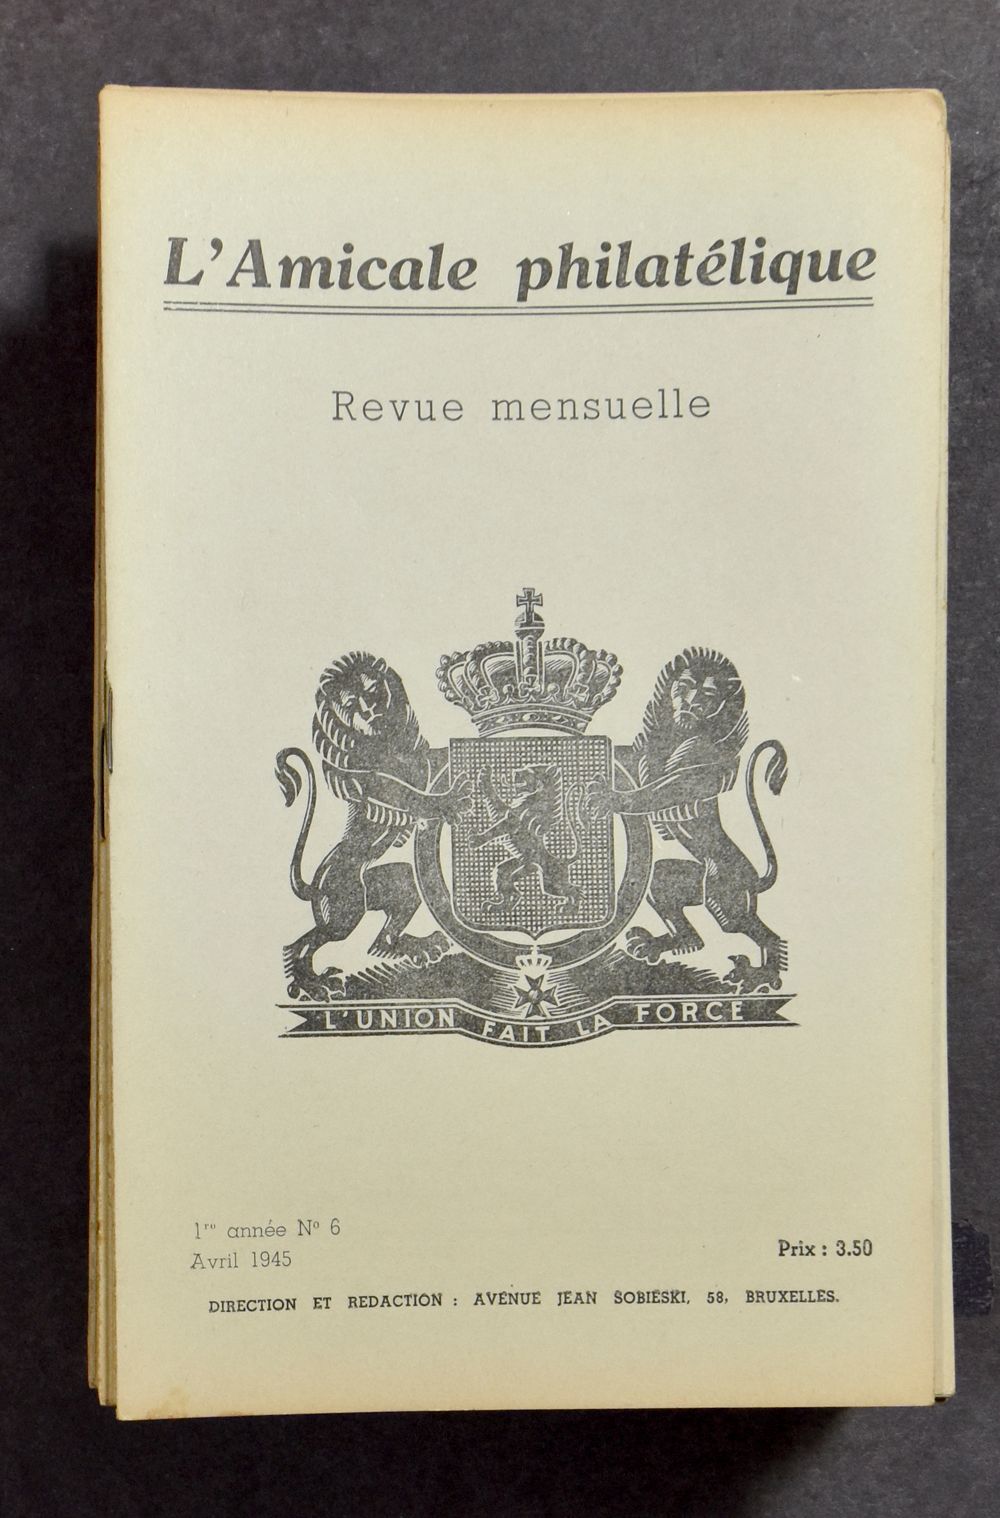 L'Amicale philatélique
Revue mensuelle
L'UNION FAIT LA FORCE
1re année No 6
Avril 1945
Prix : 3.50
DIRECTION ET REDACTION : AVENUE JEAN SOBIESKI, 58, BRUXELLES.